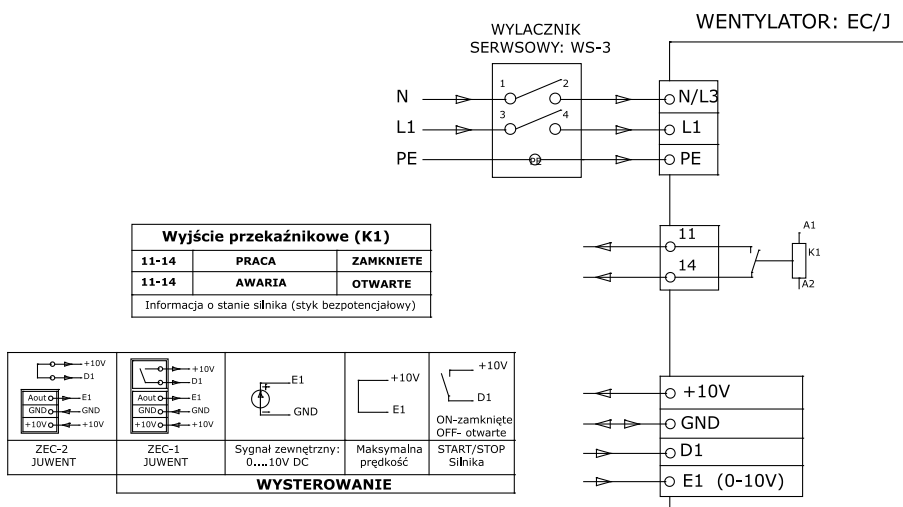 WENTYLATOR: EC/J
WYLACZNIK
SERWSOWY: WS-3
1 2
N N/L3
3 4
L1 L1
PE PE PE
Wyjście przekaźnikowe (K1)
11-14 PRACA ZAMKNIETE
11-14 AWARIA OTWARTE
Informacja o stanie silnika (styk bezpotencjałowy)
11
14
A1
K1
A2
+10V
D1
Aout E1
GND GND
+10V +10V
ZEC-2
JUWENT
+10V
D1
Aout E1
GND GND
+10V +10V
ZEC-1
JUWENT
+ E1
− GND
Sygnał zewnętrzny:
0....10V DC
+10V
E1
Maksymalna
prędkość
+10V
D1
ON-zamknięte
OFF- otwarte
START/STOP
Silnika
WYSTEROWANIE
+10V
GND
D1
E1 (0-10V)